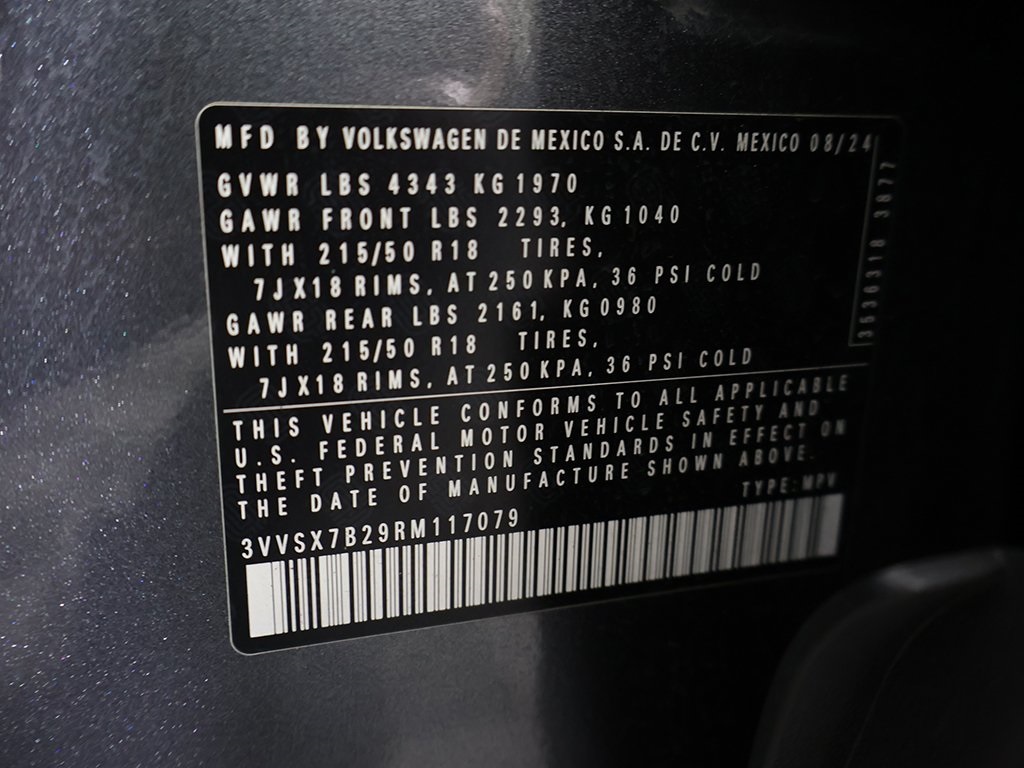 MFD BY VOLKSWAGEN DE MEXICO S.A. DE C.V. MEXICO 08/24
GVWR LBS 4343 KG 1970
GAWR FRONT LBS 2293, KG 1040
WITH 215/50 R18 TIRES,
7JX18 RIMS, AT 250 KPA, 36 PSI COLD
GAWR REAR LBS 2161, KG 0980
WITH 215/50 R18 TIRES,
7JX18 RIMS, AT 250 KPA, 36 PSI COLD
THIS VEHICLE CONFORMS TO ALL APPLICABLE
U.S. FEDERAL MOTOR VEHICLE SAFETY AND
THEFT PREVENTION STANDARDS IN EFFECT ON
THE DATE OF MANUFACTURE SHOWN ABOVE.
TYPE: MPV
3VVSX7B29RM117079
3536318 3877